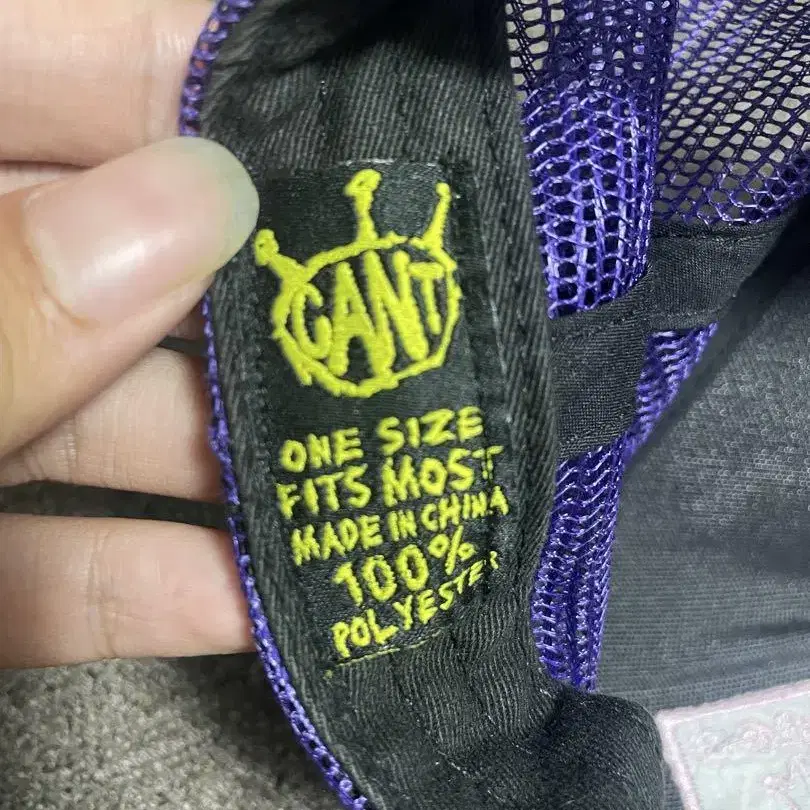 CANT
ONE SIZE
FITS MOST
MADE IN CHINA
100%
POLYESTER